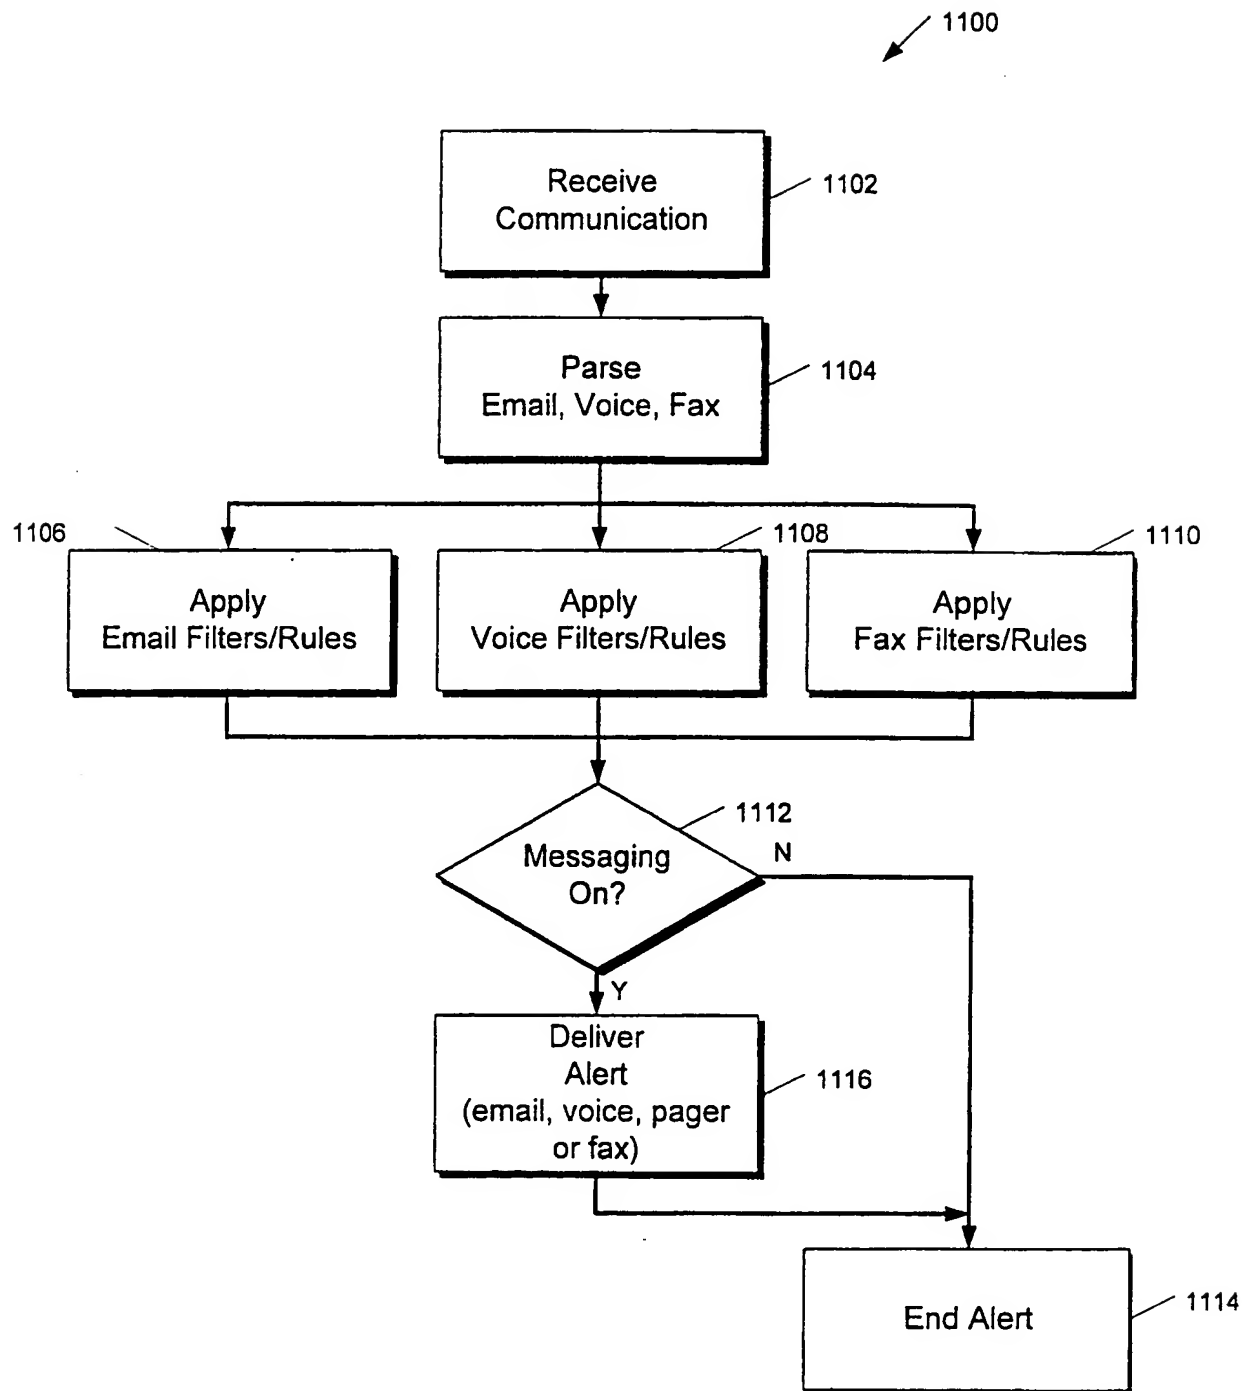 1100
Receive
Communication
1102
Parse
Email, Voice, Fax
1104
1106
Apply
Email Filters/Rules
1108
Apply
Voice Filters/Rules
1110
Apply
Fax Filters/Rules
1112
Messaging
On?
N
Y
Deliver
Alert
(email, voice, pager
or fax)
1116
End Alert
1114